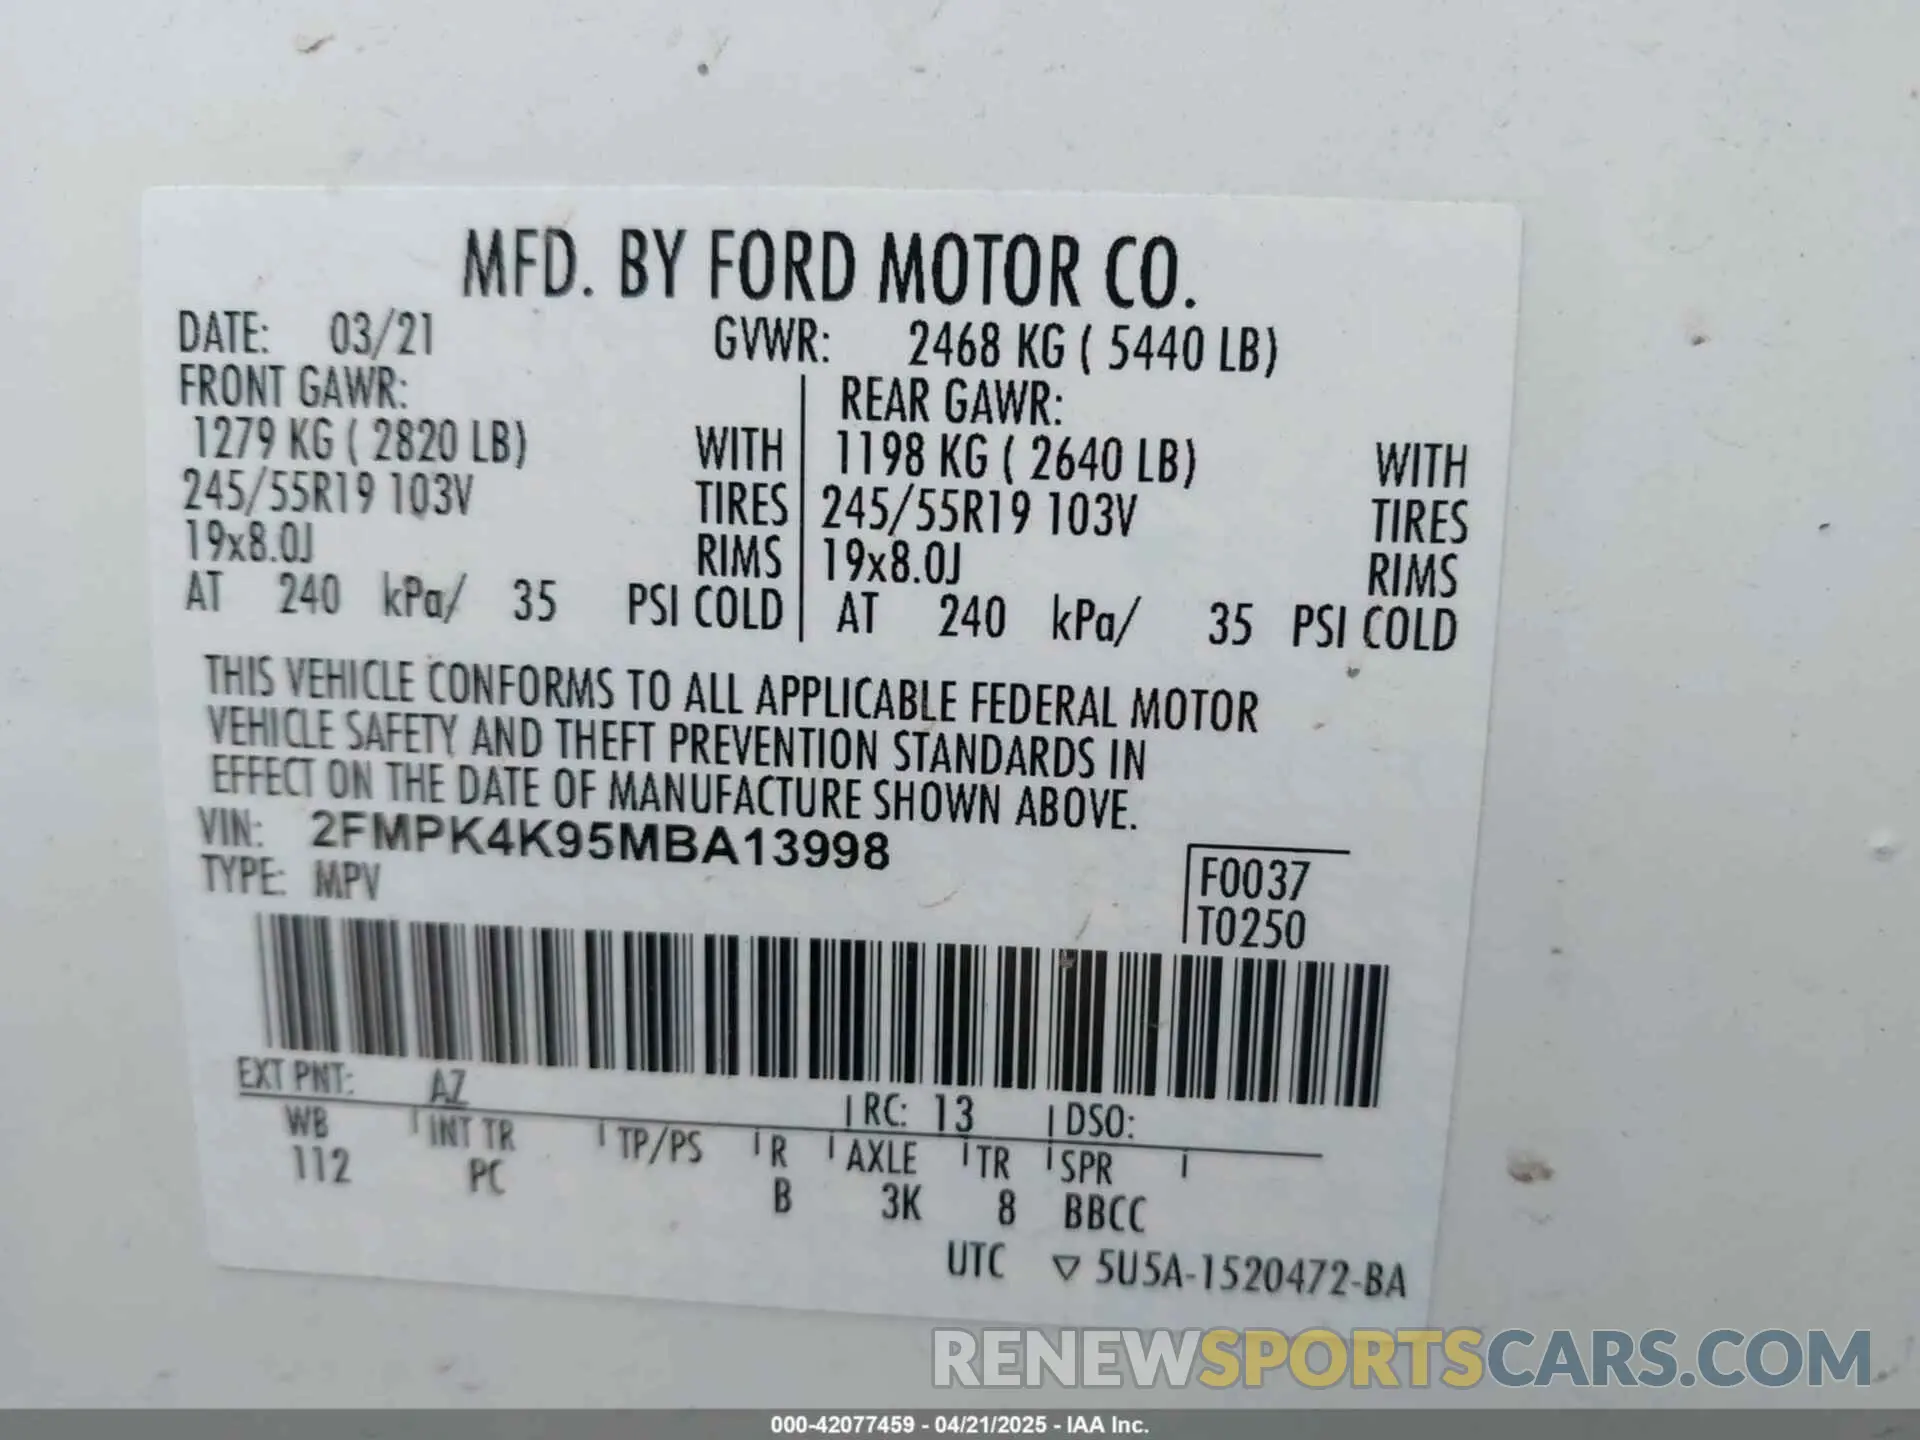 MFD. BY FORD MOTOR CO.
DATE: 03/21 GVWR: 2468 KG ( 5440 LB)
FRONT GAWR: REAR GAWR:
1279 KG ( 2820 LB) WITH 1198 KG ( 2640 LB) WITH
245/55R19 103V TIRES 245/55R19 103V TIRES
19x8.0J RIMS 19x8.0J RIMS
AT 240 kPa/ 35 PSI COLD AT 240 kPa/ 35 PSI COLD
THIS VEHICLE CONFORMS TO ALL APPLICABLE FEDERAL MOTOR
VEHICLE SAFETY AND THEFT PREVENTION STANDARDS IN
EFFECT ON THE DATE OF MANUFACTURE SHOWN ABOVE.
VIN: 2FMPK4K95MBA13998
TYPE: MPV F0037
T0250
EXT PNT: AZ RC: 13 DSO:
WB INT TR TP/PS R AXLE TR SPR
112 PC B 3K 8 BBCC
UTC ▽ 5U5A-1520472-BA
RENEWSPORTSCARS.COM
000-42077459 - 04/21/2025 - IAA Inc.